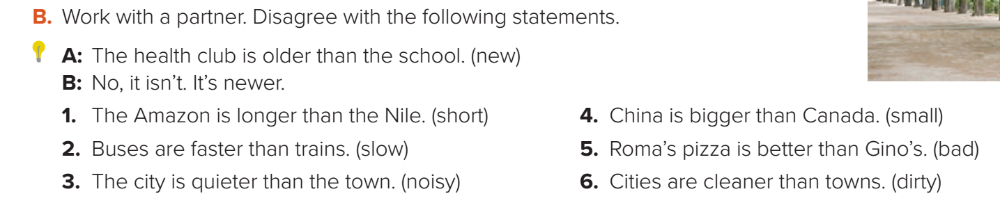 B. Work with a partner. Disagree with the following statements.
A: The health club is older than the school. (new)
B: No, it isn’t. It’s newer.
1. The Amazon is longer than the Nile. (short)
2. Buses are faster than trains. (slow)
3. The city is quieter than the town. (noisy)
4. China is bigger than Canada. (small)
5. Roma’s pizza is better than Gino’s. (bad)
6. Cities are cleaner than towns. (dirty)